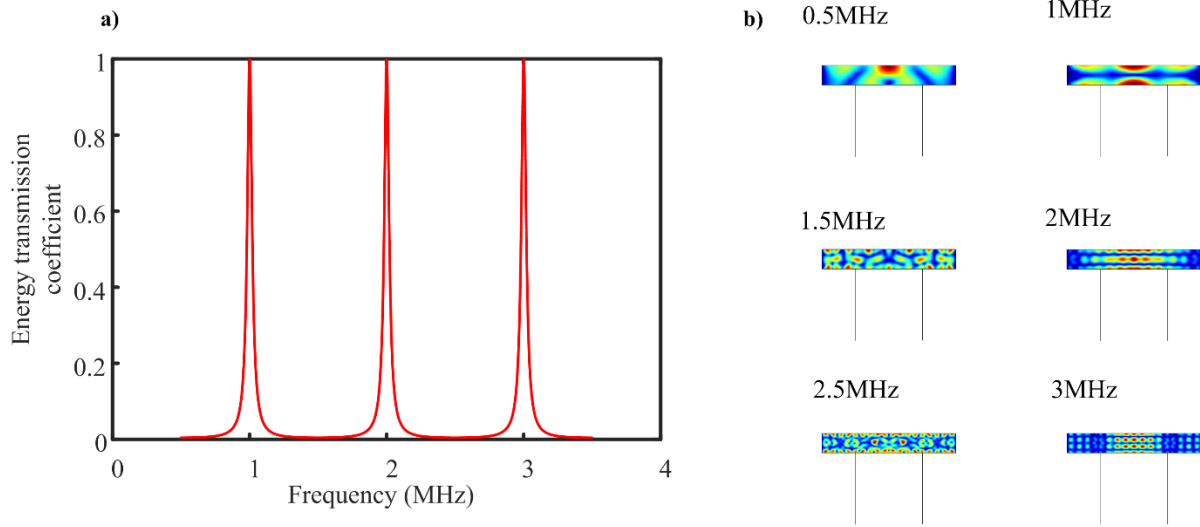 a)
1
0.8
0.6
0.4
0.2
0
Energy transmission
coefficient
0 1 2 3 4
Frequency (MHz)
b)
0.5MHz 1MHz
1.5MHz 2MHz
2.5MHz 3MHz